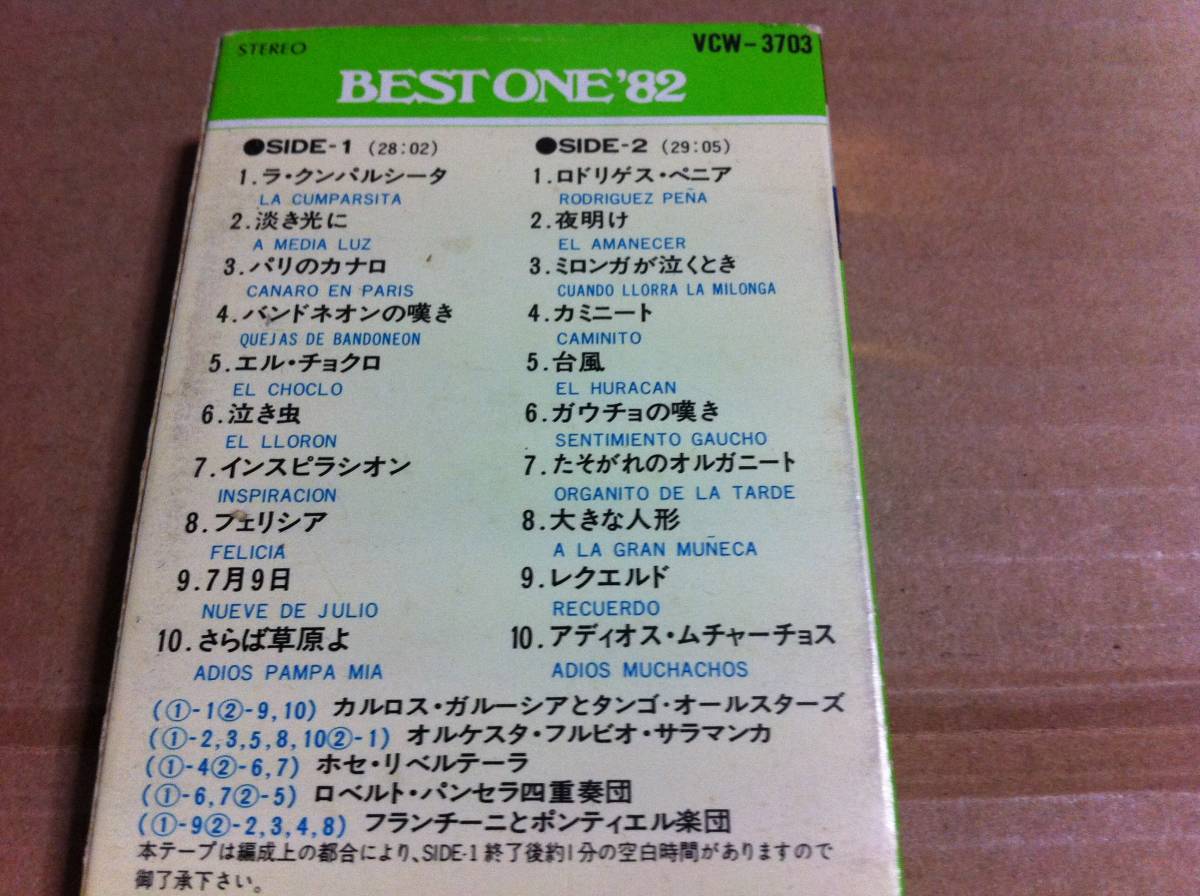 STEREO
VCW-3703
BEST ONE '82
●SIDE-1 (28:02)
1.ラ・クンパルシータ
LA CUMPARSITA
2.淡き光に
A MEDIA LUZ
3.パリのカナロ
CANARO EN PARIS
4.バンドネオンの嘆き
QUEJAS DE BANDONEON
5.エル・チョクロ
EL CHOCLO
6.泣き虫
EL LLORON
7.インスピラシオン
INSPIRACION
8.フェリシア
FELICIA
9.7月9日
NUEVE DE JULIO
10.さらば草原よ
ADIOS PAMPA MIA
●SIDE-2 (29:05)
1.ロドリゲス・ペニア
RODRIGUEZ PEÑA
2.夜明け
EL AMANECER
3.ミロンガが泣くとき
CUANDO LLORRA LA MILONGA
4.カミニート
CAMINITO
5.台風
EL HURACAN
6.ガウチョの嘆き
SENTIMIENTO GAUCHO
7.たそがれのオルガニート
ORGANITO DE LA TARDE
8.大きな人形
A LA GRAN MUÑECA
9.レクエルド
RECUERDO
10.アディオス・ムチャーチョス
ADIOS MUCHACHOS
(①-1②-9,10) カルロス・ガルーシアとタンゴ・オールスターズ
(①-2,3,5,8,10②-1) オルケスタ・フルビオ・サラマンカ
(①-4②-6,7) ホセ・リベルテーラ
(①-6,7②-5) ロベルト・パンセラ四重奏団
(①-9②-2,3,4,8) フランチーニとポンティエル楽団
本テープは編成上の都合により、SIDE-1終了後約1分の空白時間がありますので
御了承下さい。